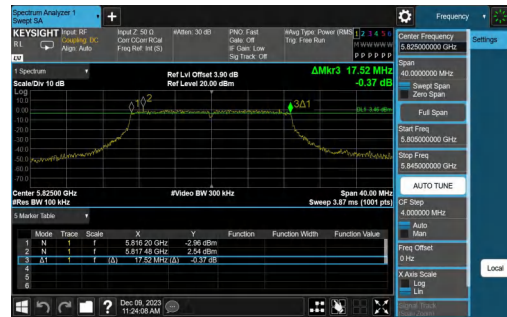 Spectrum Analyzer 1
Swept SA
+
Frequency
KEYSIGHT
RL
LV
Input: RF
Coupling: DC
Align: Auto
Input Z: 50 Ω
Corr CCorr RCal
Freq Ref: Int (S)
#Atten: 30 dB
PNO: Fast
Gate: Off
IF Gain: Low
Sig Track: Off
#Avg Type: Power (RMS)
Trig: Free Run
1 2 3 4 5 6
M W W W W W
P P P P P P
Center Frequency
5.825000000 GHz
Settings
Span
40.0000000 MHz
Swept Span
Zero Span
Full Span
Start Freq
5.805000000 GHz
Stop Freq
5.845000000 GHz
AUTO TUNE
CF Step
4.000000 MHz
Auto
Man
Freq Offset
0 Hz
X Axis Scale
Log
Lin
Local
1 Spectrum
Scale/Div 10 dB
Ref Lvl Offset 3.90 dB
Ref Level 20.00 dBm
ΔMkr3 17.52 MHz
-0.37 dB
Log
10.0
0.00
-10.0
-20.0
-30.0
-40.0
-50.0
-60.0
1
2
3Δ1
Center 5.82500 GHz
#Res BW 100 kHz
#Video BW 300 kHz
Span 40.00 MHz
Sweep 3.87 ms (1001 pts)
5 Marker Table
Mode Trace Scale X Y Function Function Width Function Value
1 N 1 f 5.816 20 GHz -2.96 dBm
2 N 1 f 5.817 48 GHz 2.54 dBm
3 Δ1 1 f (Δ) 17.52 MHz (Δ) -0.37 dB
4
5
6
?
Dec 09, 2023
11:24:08 AM